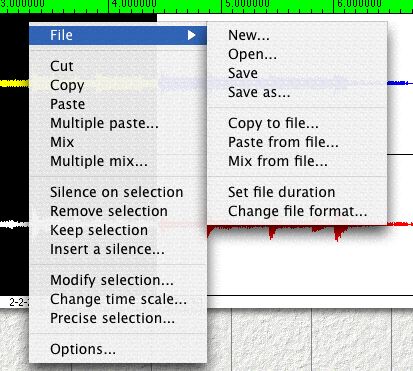 3.000000 4.000000 5.000000 6.000000
File
Cut
Copy
Paste
Multiple paste...
Mix
Multiple mix...
Silence on selection
Remove selection
Keep selection
Insert a silence...
Modify selection...
Change time scale...
Precise selection...
Options...
New...
Open...
Save
Save as...
Copy to file...
Paste from file...
Mix from file...
Set file duration
Change file format...
2-2-